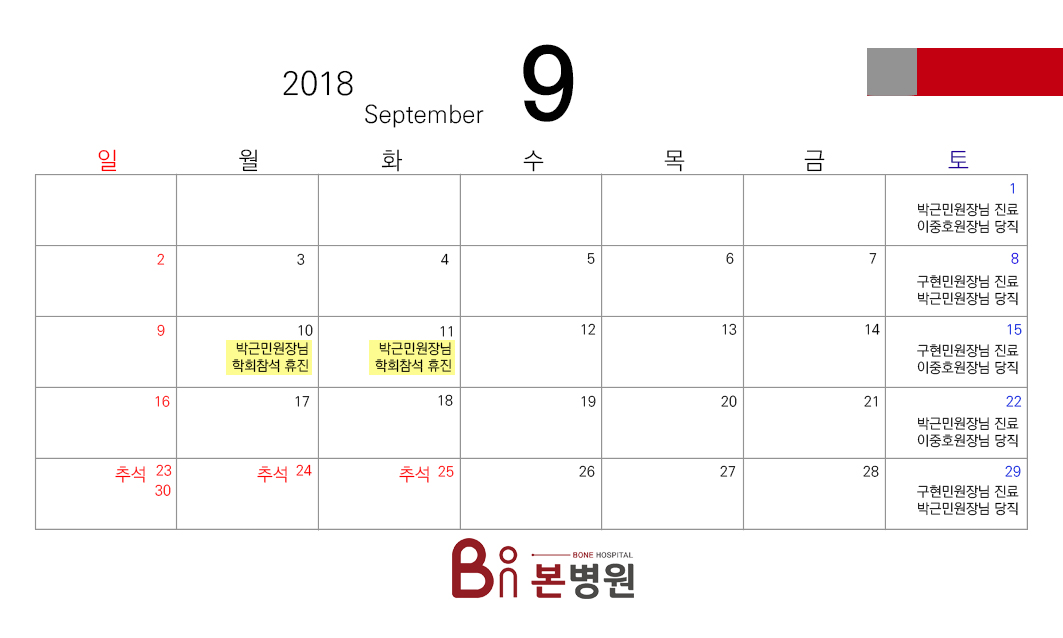 2018
September
9
일 월 화 수 목 금 토
1
박근민원장님 진료
이중호원장님 당직
2 3 4 5 6 7 8
구현민원장님 진료
박근민원장님 당직
9 10 11 12 13 14 15
박근민원장님 박근민원장님 구현민원장님 진료
학회참석 휴진 학회참석 휴진 이중호원장님 당직
16 17 18 19 20 21 22
박근민원장님 진료
이중호원장님 당직
추석 23 추석 24 추석 25 26 27 28 29
30 구현민원장님 진료
박근민원장님 당직
BONE HOSPITAL
Bon 본병원